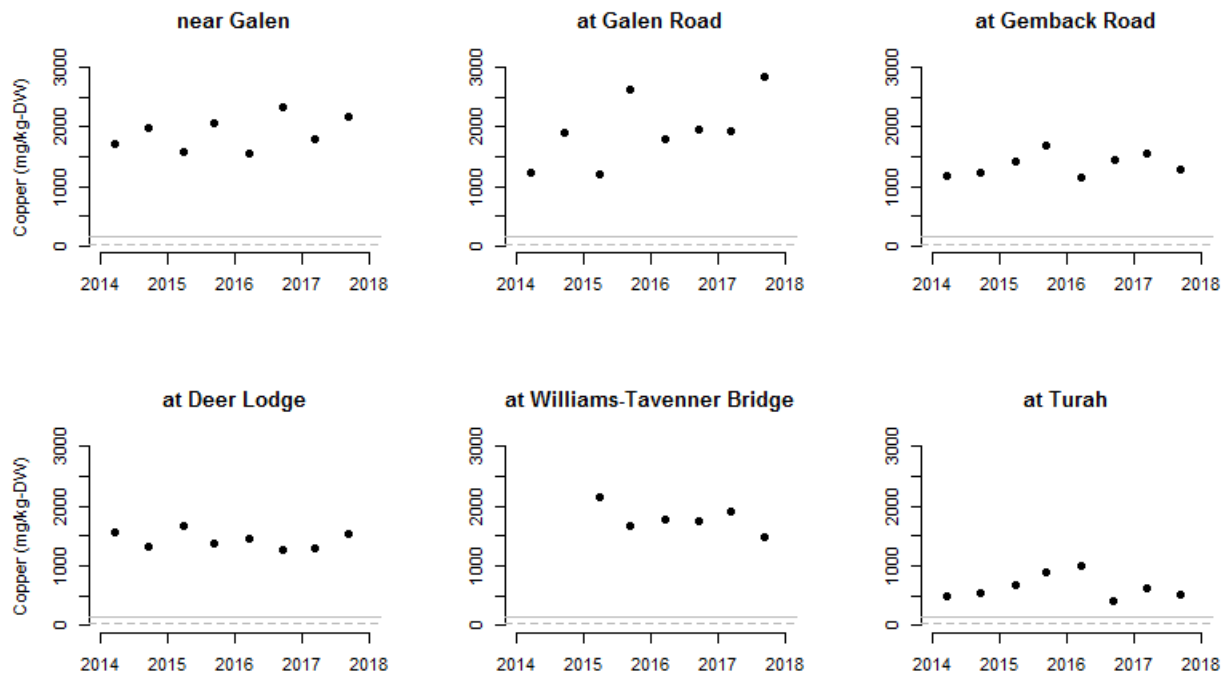 near Galen
at Galen Road
at Gemback Road
Copper (mg/kg-DW)
3000
2000
1000
0
2014 2015 2016 2017 2018
3000
2000
1000
0
2014 2015 2016 2017 2018
3000
2000
1000
0
2014 2015 2016 2017 2018
at Deer Lodge
at Williams-Tavenner Bridge
at Turah
Copper (mg/kg-DW)
3000
2000
1000
0
2014 2015 2016 2017 2018
3000
2000
1000
0
2014 2015 2016 2017 2018
3000
2000
1000
0
2014 2015 2016 2017 2018